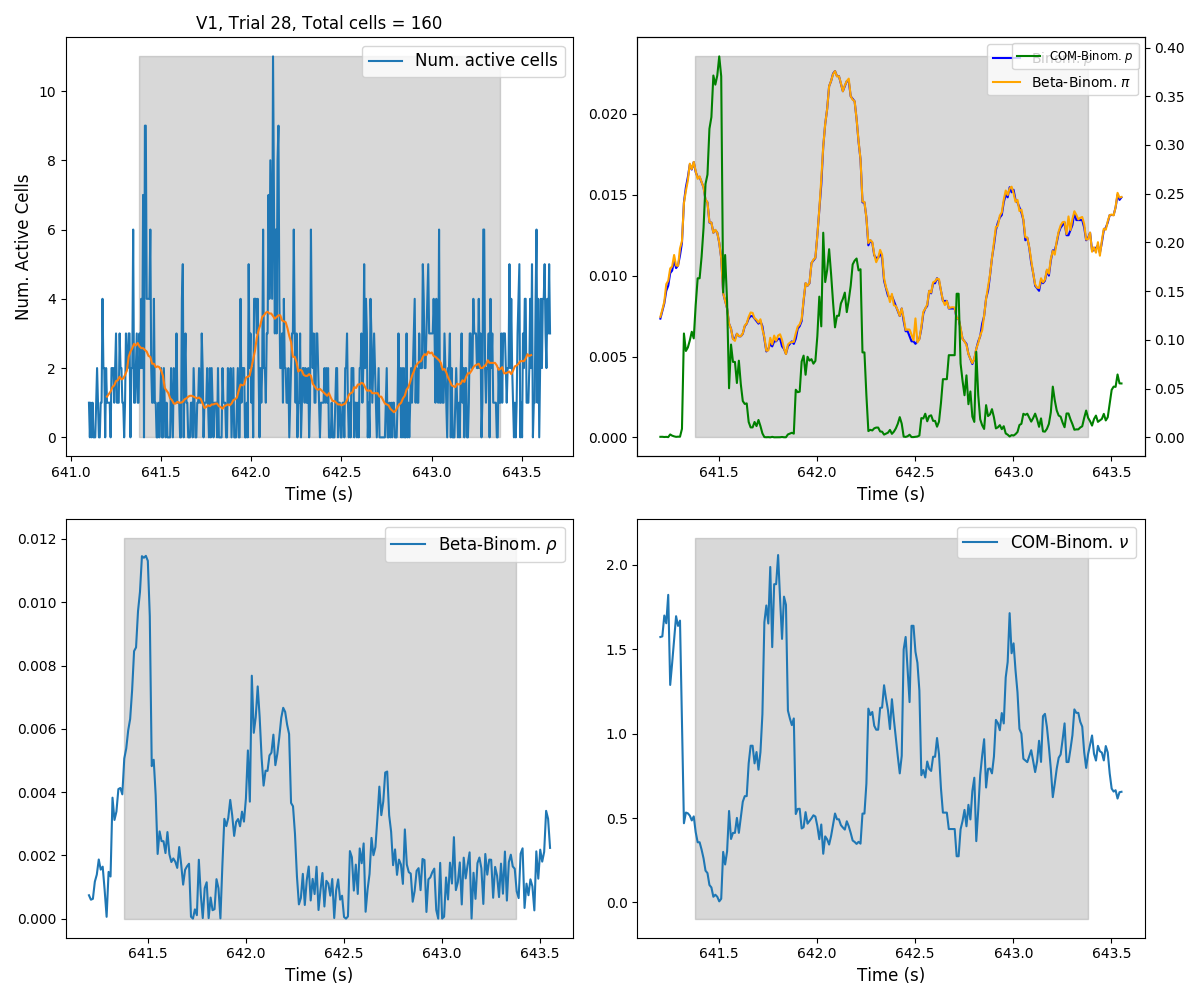 V1, Trial 28, Total cells = 160
Num. Active Cells
Num. active cells
10
8
6
4
2
0
641.0 641.5 642.0 642.5 643.0 643.5
Time (s)
COM-Binom. p
Beta-Binom. π
0.020
0.015
0.010
0.005
0.000
0.40
0.35
0.30
0.25
0.20
0.15
0.10
0.05
0.00
641.5 642.0 642.5 643.0 643.5
Time (s)
Beta-Binom. ρ
0.012
0.010
0.008
0.006
0.004
0.002
0.000
641.5 642.0 642.5 643.0 643.5
Time (s)
COM-Binom. ν
2.0
1.5
1.0
0.5
0.0
641.5 642.0 642.5 643.0 643.5
Time (s)